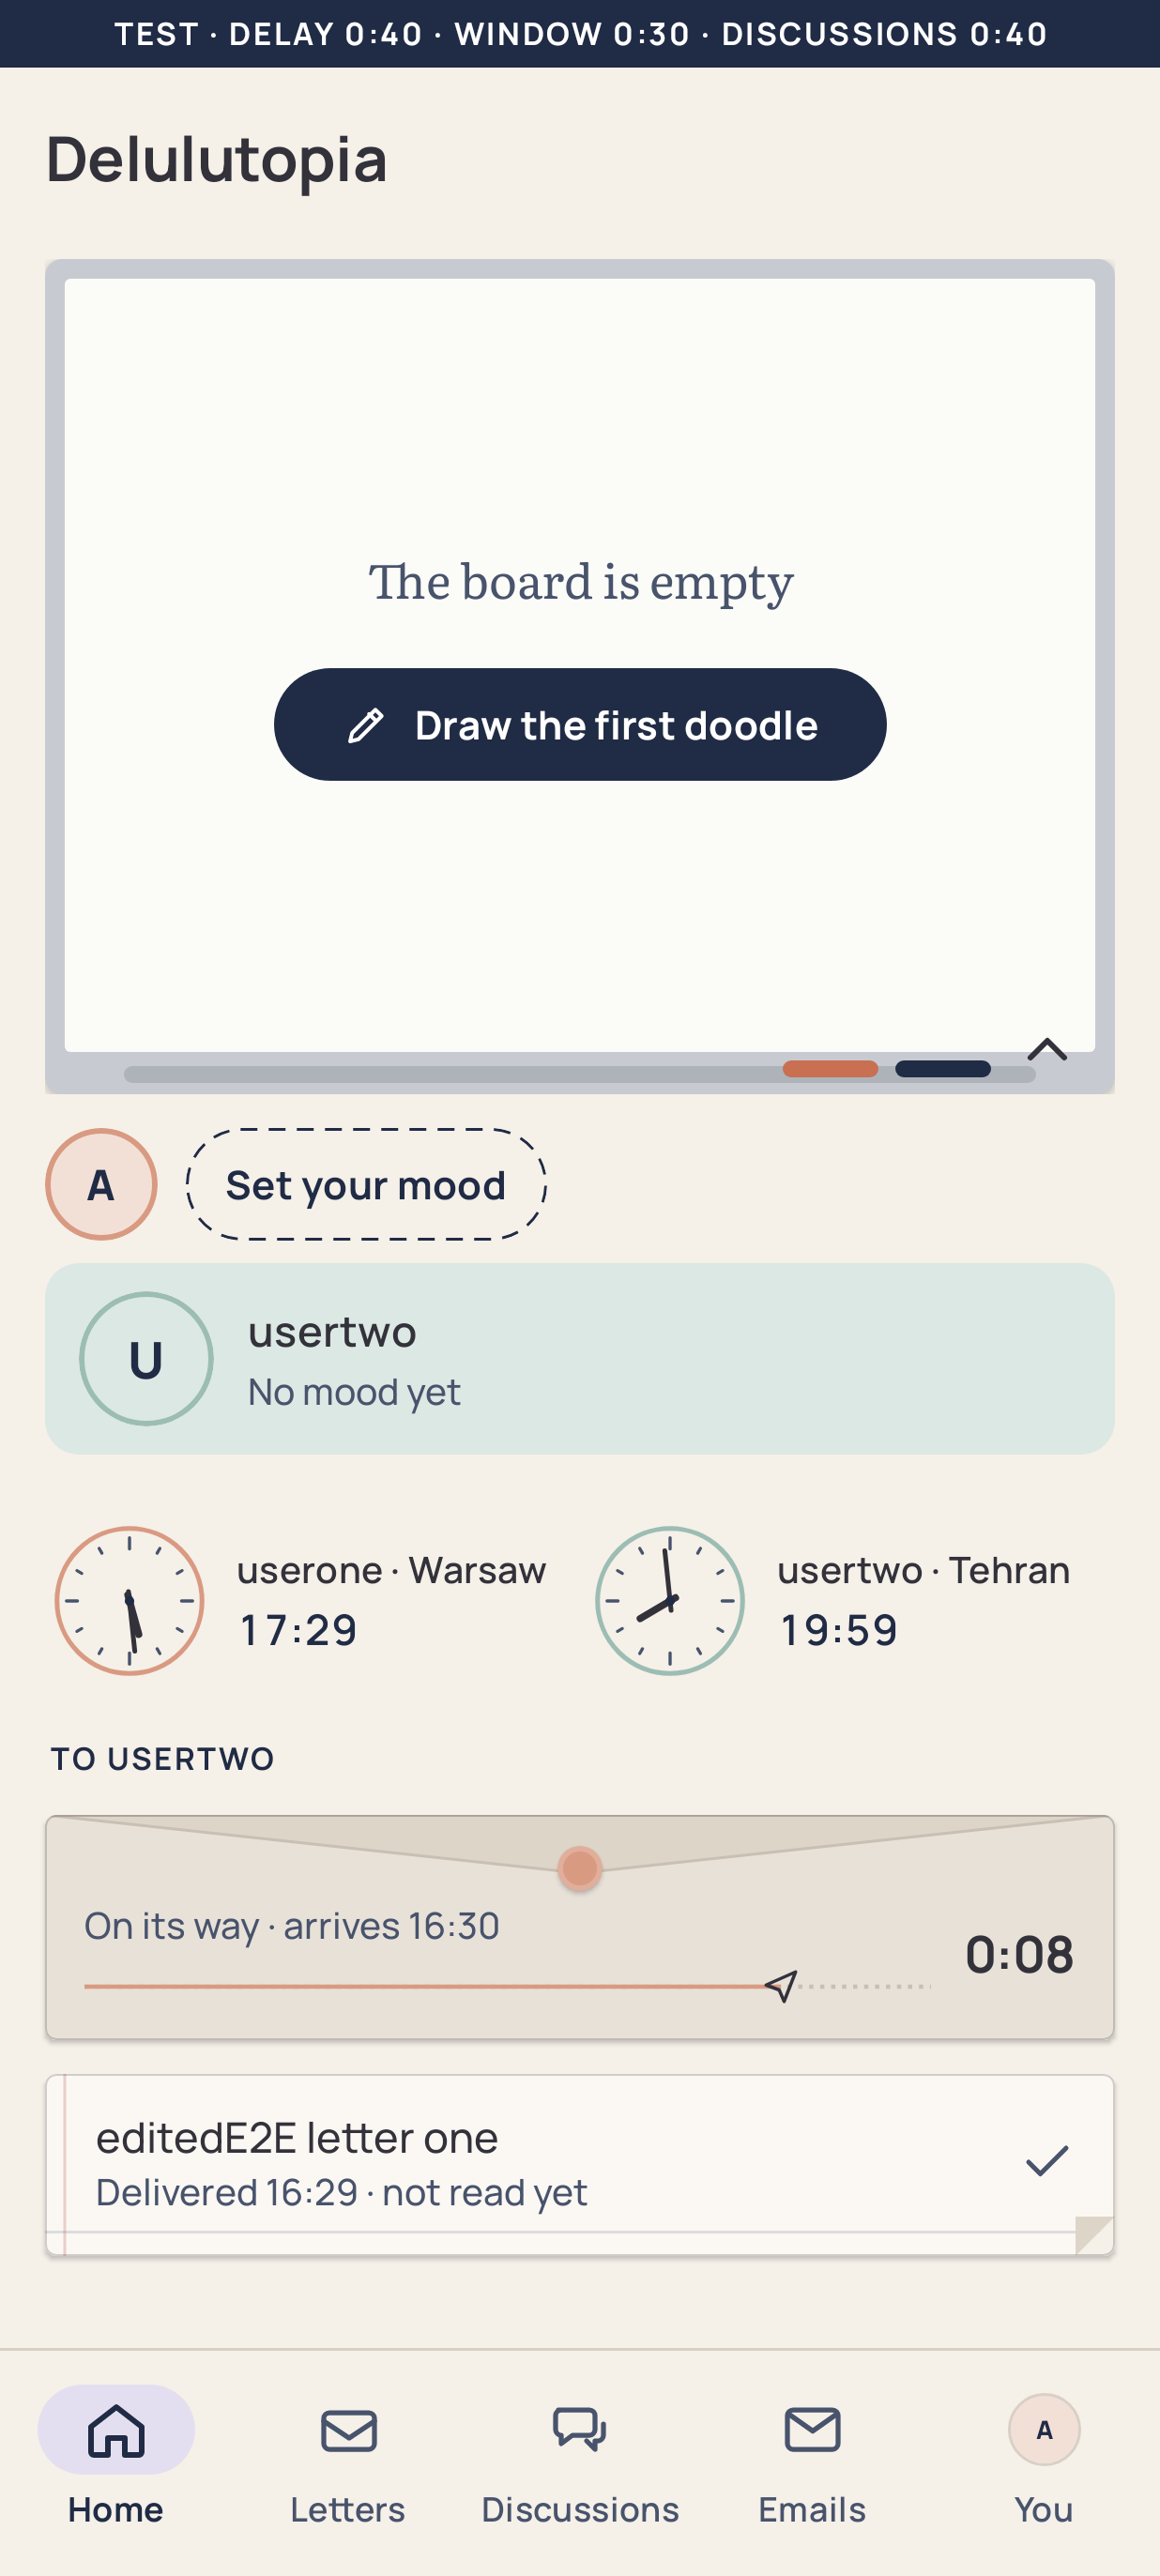 TEST · DELAY 0:40 · WINDOW 0:30 · DISCUSSIONS 0:40
Delulutopia
The board is empty
Draw the first doodle
A
Set your mood
U
usertwo
No mood yet
userone · Warsaw
17:29
usertwo · Tehran
19:59
TO USERTWO
On its way · arrives 16:30
0:08
editedE2E letter one
Delivered 16:29 · not read yet
A
Home
Letters
Discussions
Emails
You